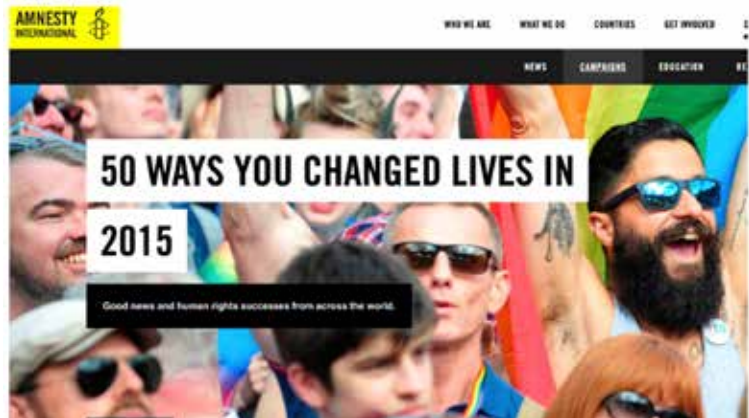 AMNESTY
INTERNATIONAL
WHO WE ARE WHAT WE DO COUNTRIES GET INVOLVED
NEWS CAMPAIGNS EDUCATION
50 WAYS YOU CHANGED LIVES IN
2015
Good news and human rights successes from across the world.